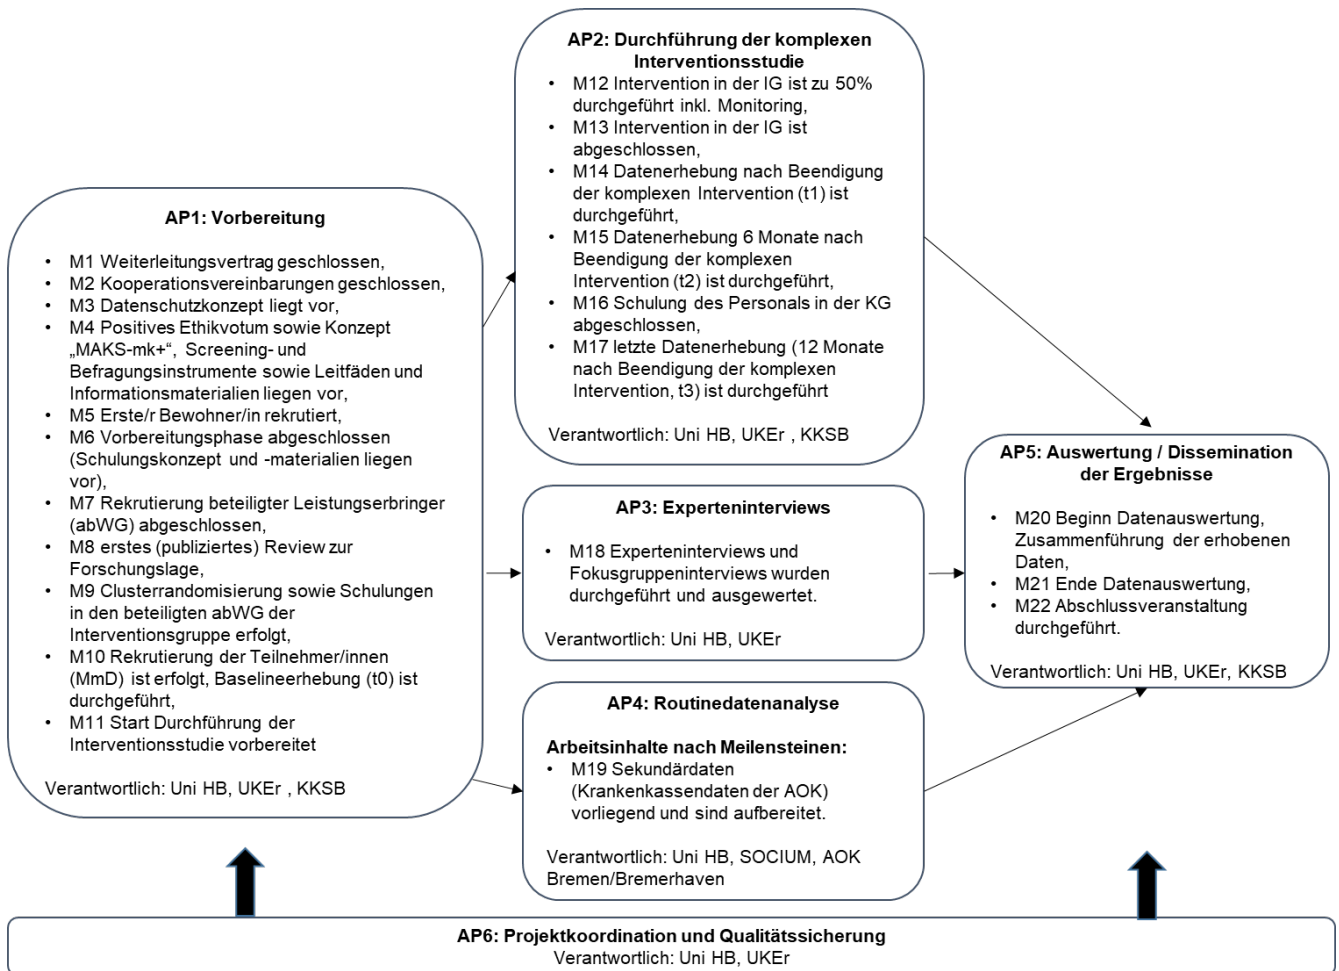 AP1: Vorbereitung
• M1 Weiterleitungsvertrag geschlossen,
• M2 Kooperationsvereinbarungen geschlossen,
• M3 Datenschutzkonzept liegt vor,
• M4 Positives Ethikvotum sowie Konzept
„MAKS-mk+“, Screening- und
Befragungsinstrumente sowie Leitfäden und
Informationsmaterialien liegen vor,
• M5 Erste/r Bewohner/in rekrutiert,
• M6 Vorbereitungsphase abgeschlossen
(Schulungskonzept und -materialien liegen
vor),
• M7 Rekrutierung beteiligter Leistungserbringer
(abWG) abgeschlossen,
• M8 erstes (publiziertes) Review zur
Forschungslage,
• M9 Clusterrandomisierung sowie Schulungen
in den beteiligten abWG der
Interventionsgruppe erfolgt,
• M10 Rekrutierung der Teilnehmer/innen
(MmD) ist erfolgt, Baselineerhebung (t0) ist
durchgeführt,
• M11 Start Durchführung der
Interventionsstudie vorbereitet
Verantwortlich: Uni HB, UKEr , KKSB
AP2: Durchführung der komplexen
Interventionsstudie
• M12 Intervention in der IG ist zu 50%
durchgeführt inkl. Monitoring,
• M13 Intervention in der IG ist
abgeschlossen,
• M14 Datenerhebung nach Beendigung
der komplexen Intervention (t1) ist
durchgeführt,
• M15 Datenerhebung 6 Monate nach
Beendigung der komplexen
Intervention (t2) ist durchgeführt,
• M16 Schulung des Personals in der KG
abgeschlossen,
• M17 letzte Datenerhebung (12 Monate
nach Beendigung der komplexen
Intervention, t3) ist durchgeführt
Verantwortlich: Uni HB, UKEr , KKSB
AP3: Experteninterviews
• M18 Experteninterviews und
Fokusgruppeninterviews wurden
durchgeführt und ausgewertet.
Verantwortlich: Uni HB, UKEr
AP4: Routinedatenanalyse
Arbeitsinhalte nach Meilensteinen:
• M19 Sekundärdaten
(Krankenkassendaten der AOK)
vorliegend und sind aufbereitet.
Verantwortlich: Uni HB, SOCIUM, AOK
Bremen/Bremerhaven
AP5: Auswertung / Dissemination
der Ergebnisse
• M20 Beginn Datenauswertung,
Zusammenführung der erhobenen
Daten,
• M21 Ende Datenauswertung,
• M22 Abschlussveranstaltung
durchgeführt.
Verantwortlich: Uni HB, UKEr, KKSB
AP6: Projektkoordination und Qualitätssicherung
Verantwortlich: Uni HB, UKEr